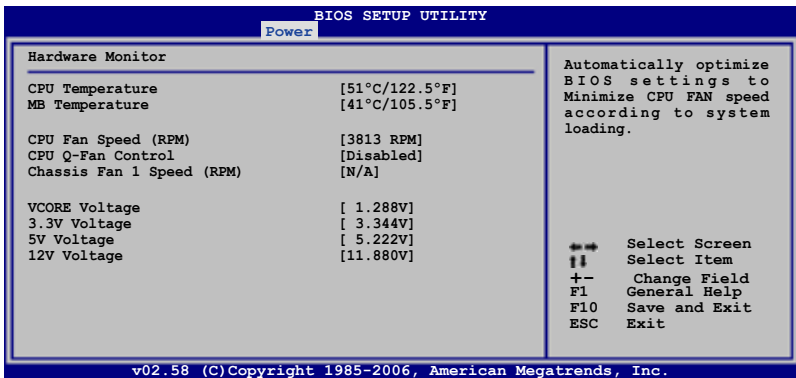 BIOS SETUP UTILITY
Power
Hardware Monitor
CPU Temperature [51°C/122.5°F]
MB Temperature [41°C/105.5°F]
CPU Fan Speed (RPM) [3813 RPM]
CPU Q-Fan Control [Disabled]
Chassis Fan 1 Speed (RPM) [N/A]
VCORE Voltage [ 1.288V]
3.3V Voltage [ 3.344V]
5V Voltage [ 5.222V]
12V Voltage [11.880V]
Automatically optimize
BIOS settings to
Minimize CPU FAN speed
according to system
loading.
←→ Select Screen
↑↓ Select Item
+- Change Field
F1 General Help
F10 Save and Exit
ESC Exit
v02.58 (C)Copyright 1985-2006, American Megatrends, Inc.